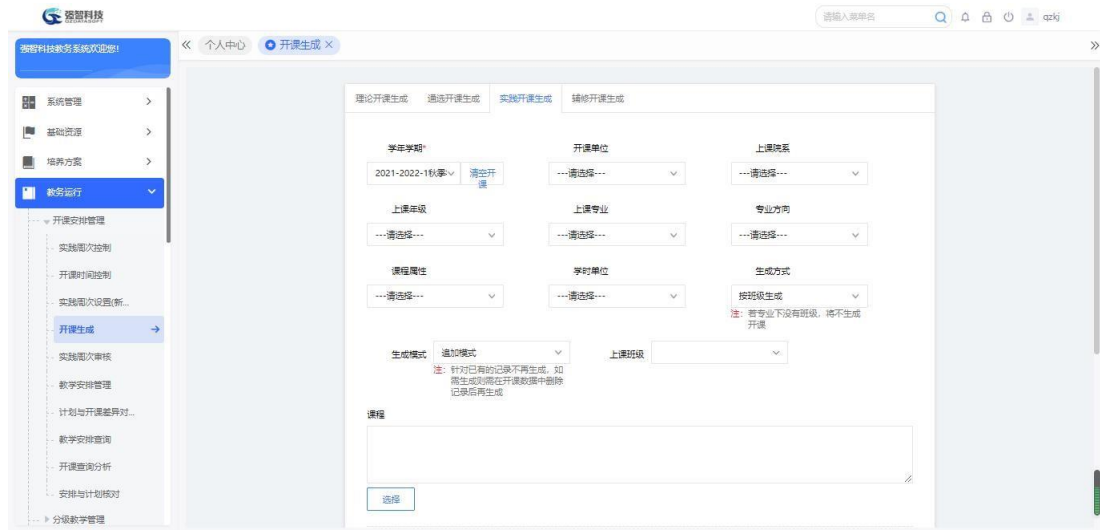 强智科技
QZDATASOFT
请输入菜单名
qzkj
强智科技教务系统欢迎您!
个人中心
开课生成
系统管理
基础资源
培养方案
教务运行
开课安排管理
实践周次控制
开课时间控制
实践周次设置(新...
开课生成
实践周次审核
教学安排管理
计划与开课差异对...
教学安排查询
开课查询分析
安排与计划核对
分级教学管理
理论开课生成 通选开课生成 实践开课生成 辅修开课生成
学年学期* 开课单位 上课院系
2021-2022-1秋季 清空开课 ---请选择--- ---请选择---
上课年级 上课专业 专业方向
---请选择--- ---请选择--- ---请选择---
课程属性 学时单位 生成方式
---请选择--- ---请选择--- 按班级生成
注：若专业下没有班级，将不生成
开课
生成模式 追加模式 上课班级
注：针对已有的记录不再生成，如
需生成则需在开课数据中删除
记录后再生成
课程
选择